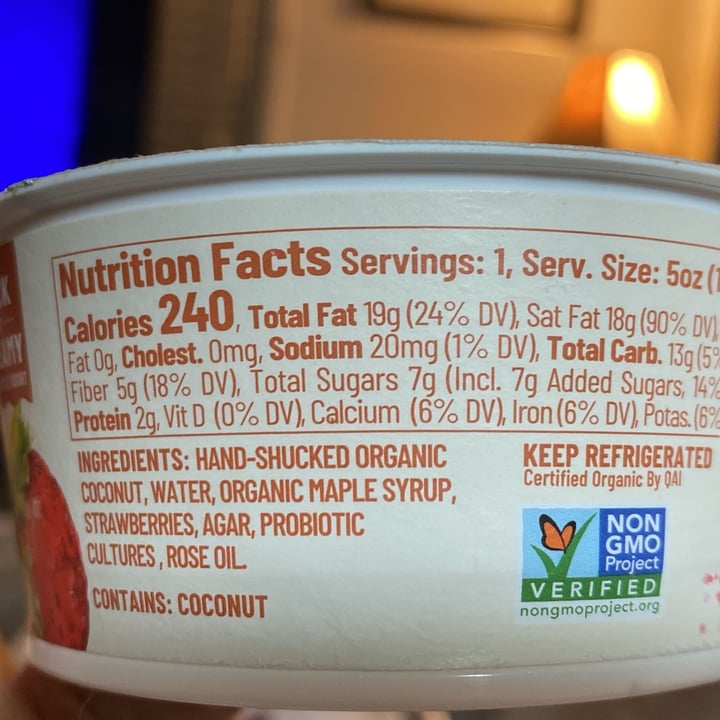 Nutrition Facts Servings: 1, Serv. Size: 5oz
Calories 240, Total Fat 19g (24% DV), Sat Fat 18g (90% DV),
Fat 0g, Cholest. 0mg, Sodium 20mg (1% DV), Total Carb. 13g (5%
Fiber 5g (18% DV), Total Sugars 7g (Incl. 7g Added Sugars, 14%
Protein 2g, Vit D (0% DV), Calcium (6% DV), Iron (6% DV), Potas. (6%
INGREDIENTS: HAND-SHUCKED ORGANIC
COCONUT, WATER, ORGANIC MAPLE SYRUP,
STRAWBERRIES, AGAR, PROBIOTIC
CULTURES, ROSE OIL.
CONTAINS: COCONUT
KEEP REFRIGERATED
Certified Organic By QAI
NON
GMO
Project
VERIFIED
nongmoproject.org